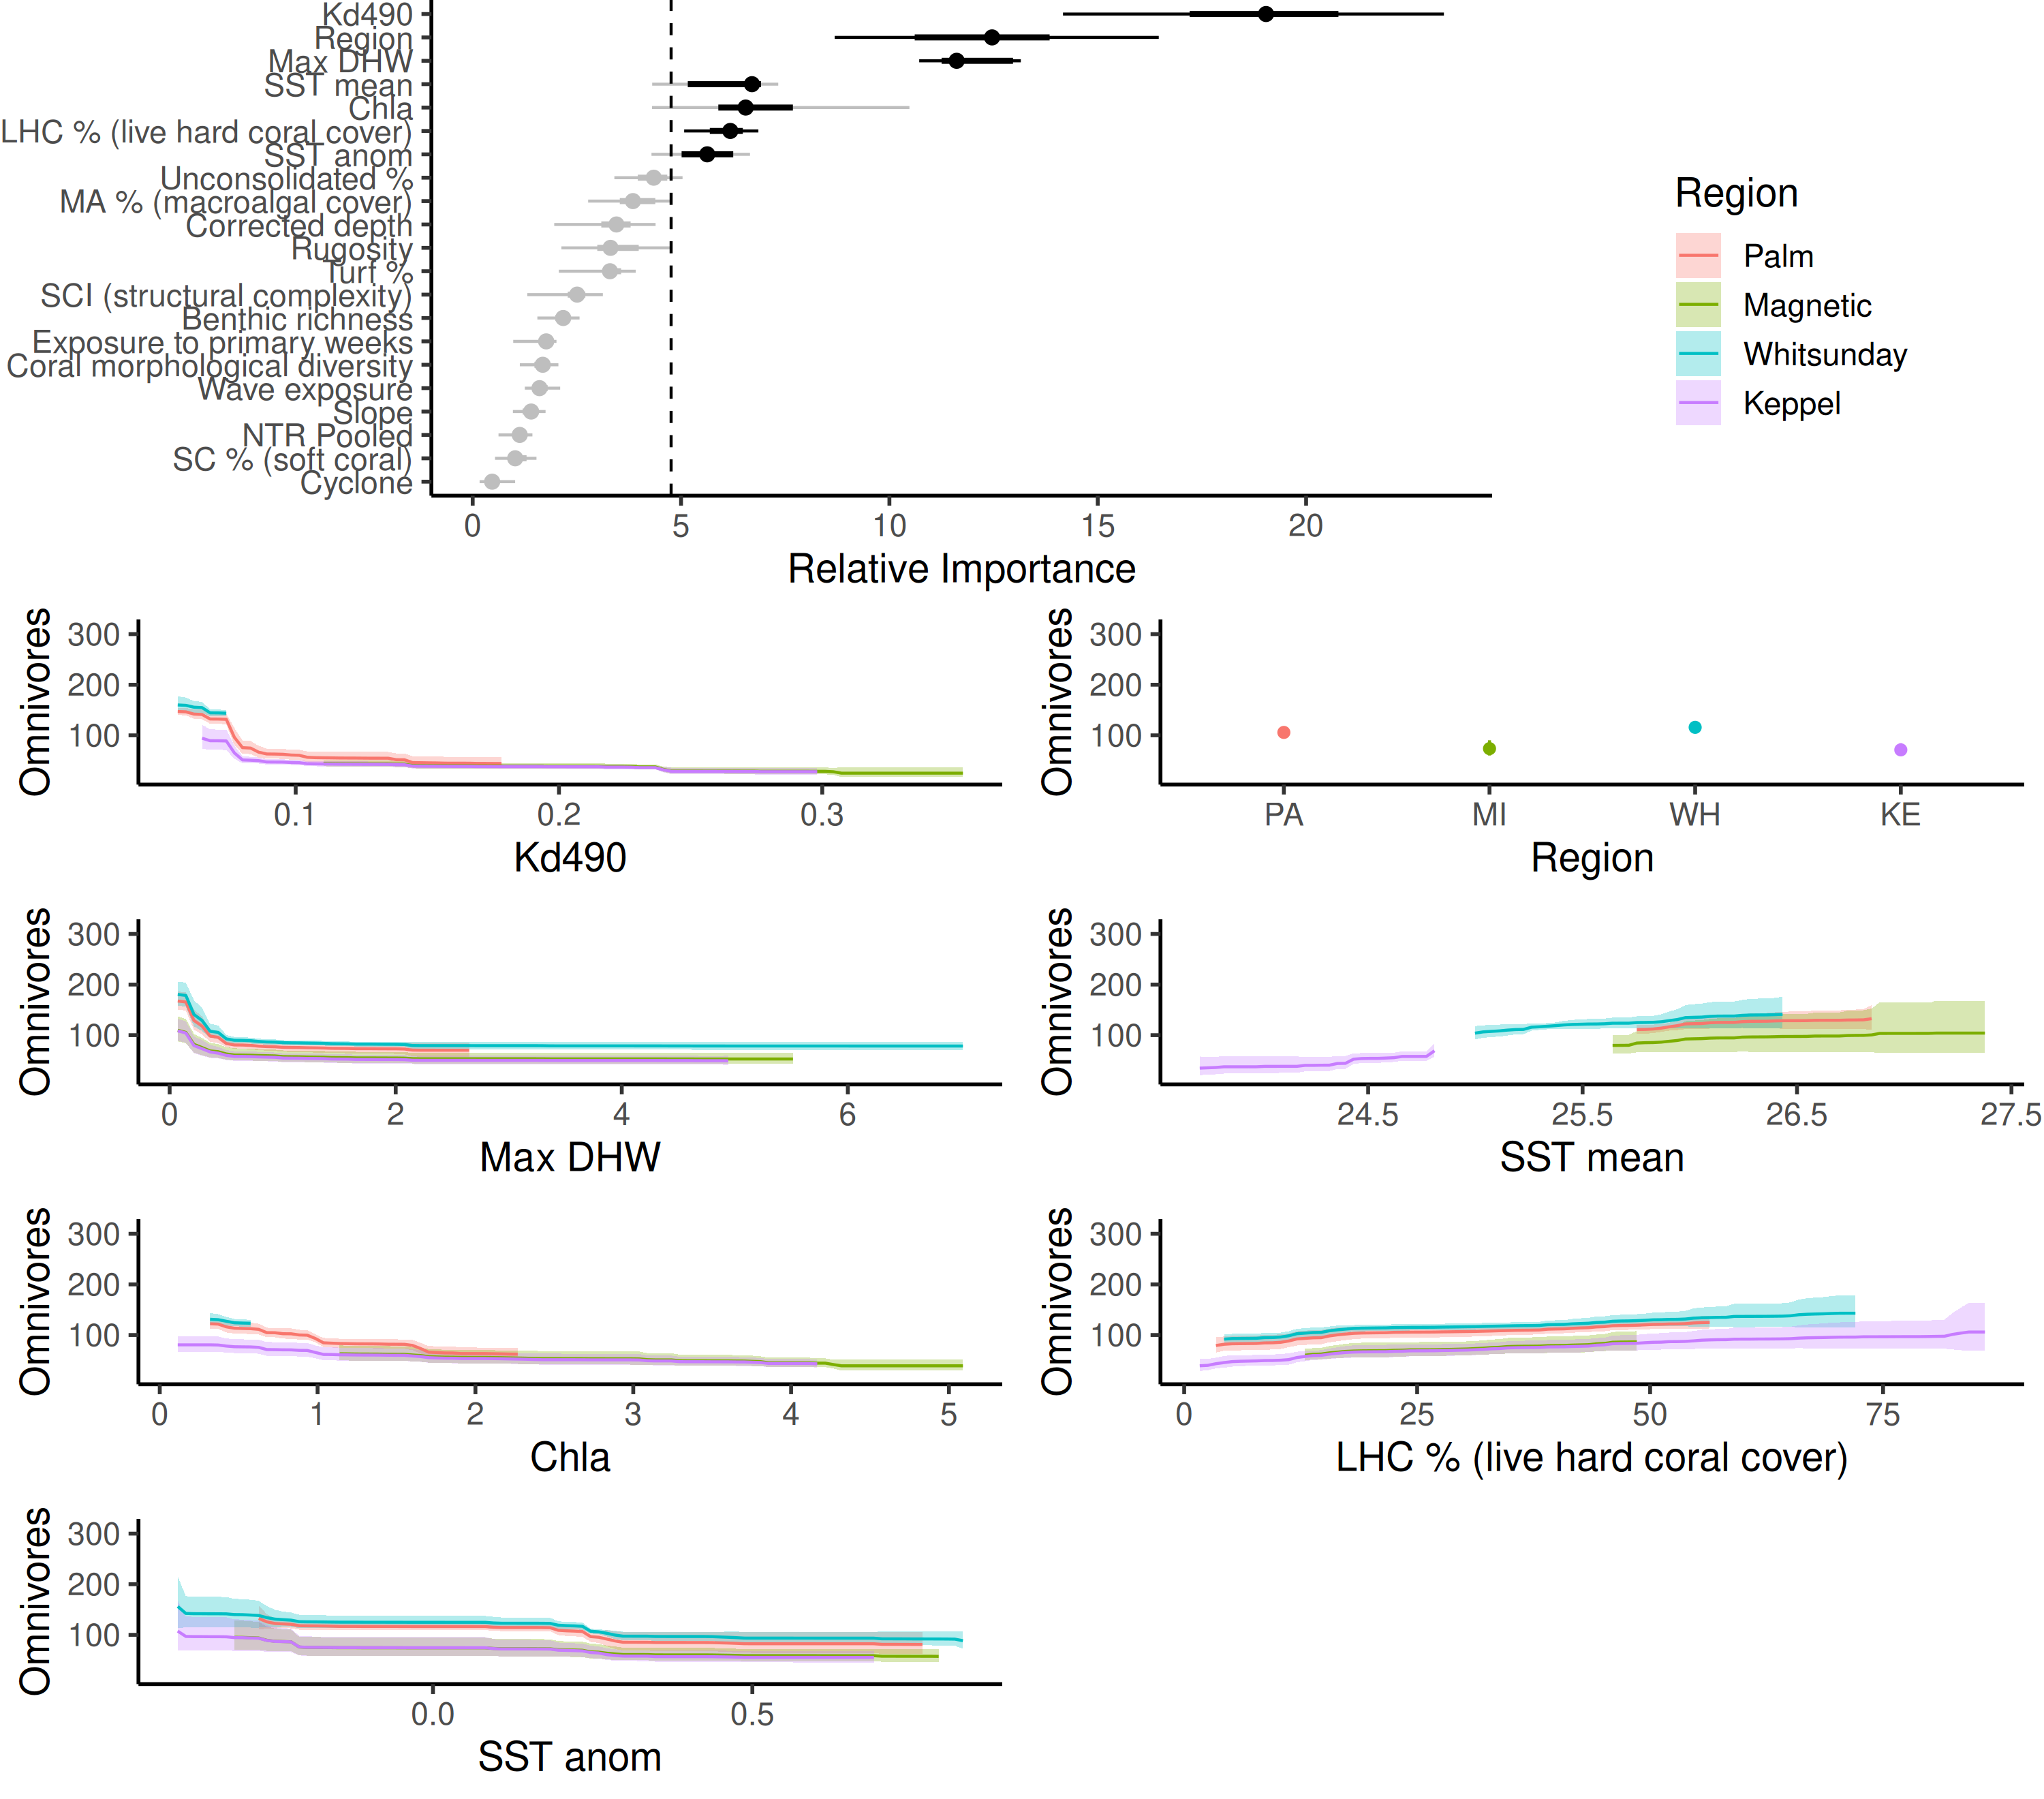 Kd490
Region
Max DHW
SST mean
Chla
LHC % (live hard coral cover)
SST anom
Unconsolidated %
MA % (macroalgal cover)
Corrected depth
Rugosity
Turf %
SCI (structural complexity)
Benthic richness
Exposure to primary weeks
Coral morphological diversity
Wave exposure
Slope
NTR Pooled
SC % (soft coral)
Cyclone
0 5 10 15 20
Relative Importance
Region
Palm
Magnetic
Whitsunday
Keppel
Omnivores
300
200
100
0.1 0.2 0.3
Kd490
Omnivores
300
200
100
PA MI WH KE
Region
Omnivores
300
200
100
0 2 4 6
Max DHW
Omnivores
300
200
100
24.5 25.5 26.5 27.5
SST mean
Omnivores
300
200
100
0 1 2 3 4 5
Chla
Omnivores
300
200
100
0 25 50 75
LHC % (live hard coral cover)
Omnivores
300
200
100
0.0 0.5
SST anom